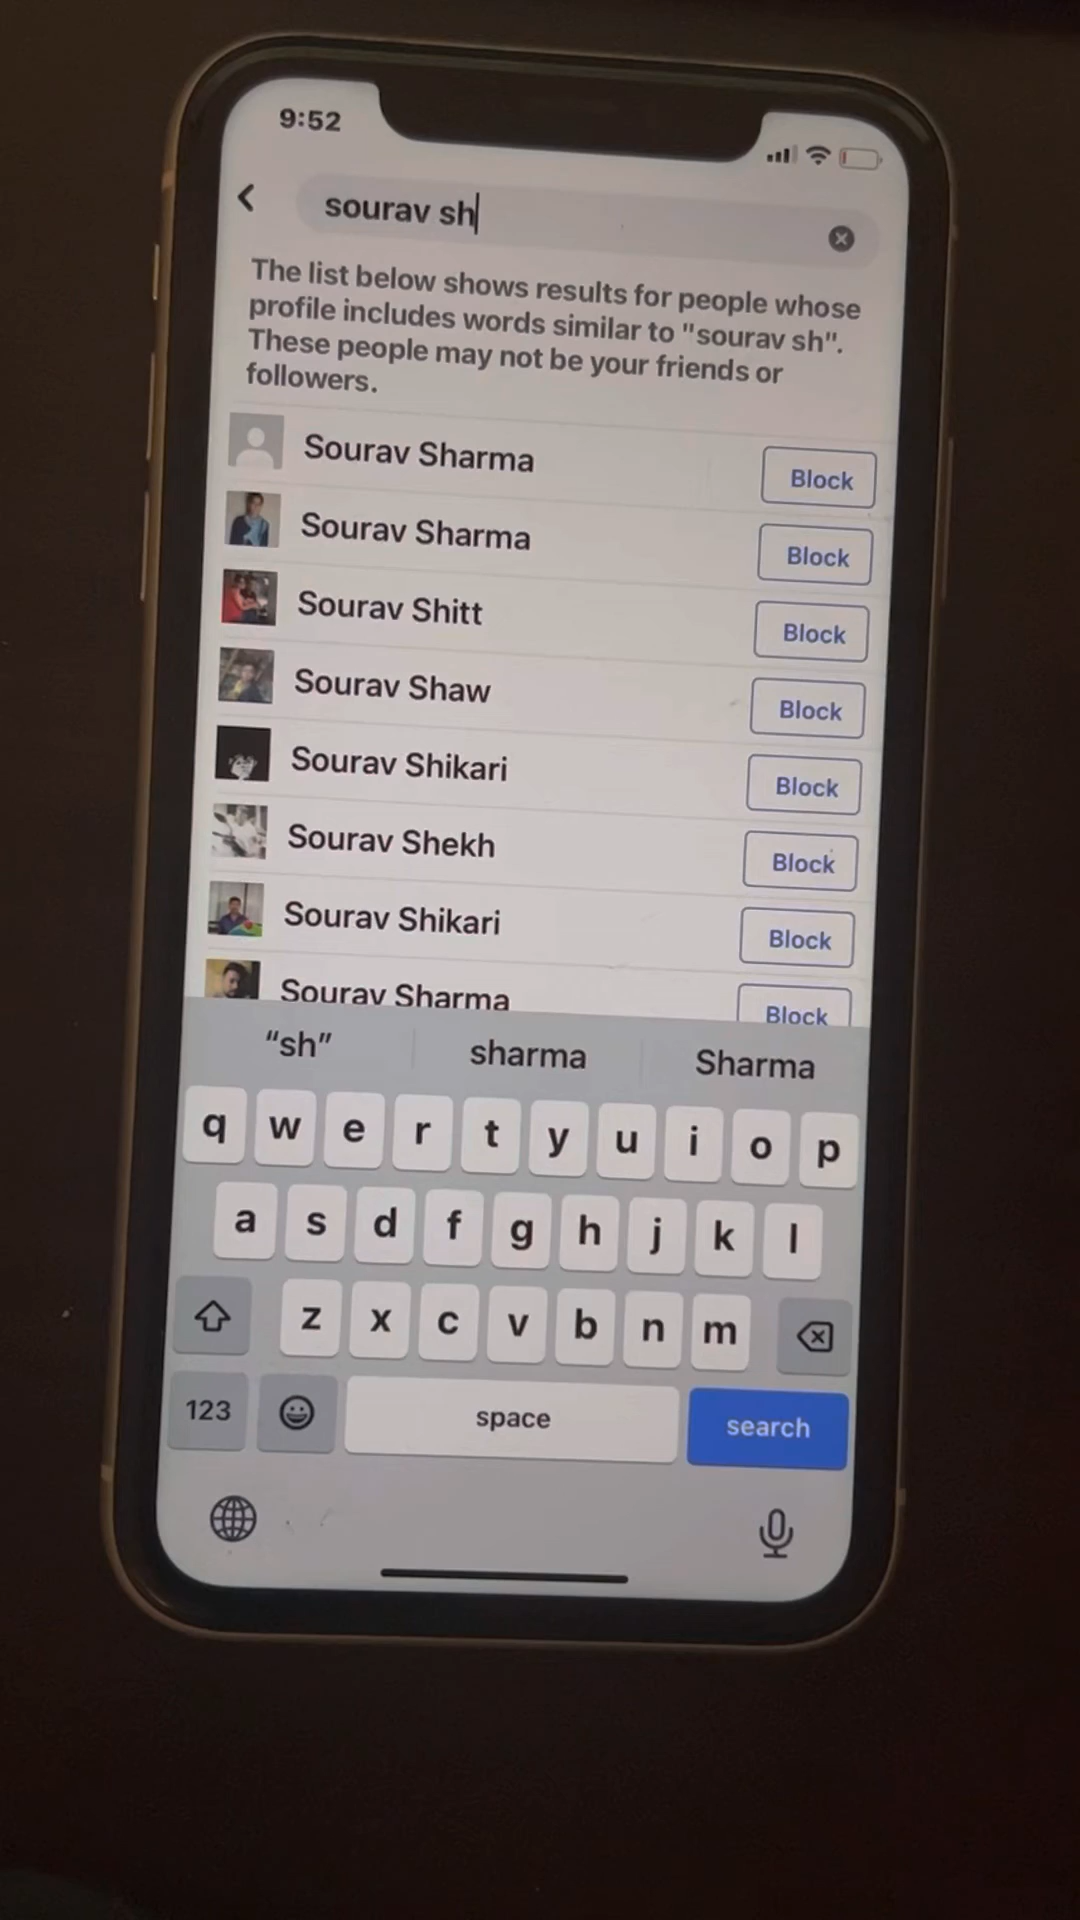 9:52
sourav sh
The list below shows results for people whose
profile includes words similar to "sourav sh".
These people may not be your friends or
followers.
Sourav Sharma Block
Sourav Sharma Block
Sourav Shitt Block
Sourav Shaw Block
Sourav Shikari Block
Sourav Shekh Block
Sourav Shikari Block
Sourav Sharma Block
“sh” sharma Sharma
q w e r t y u i o p
a s d f g h j k l
z x c v b n m
123 space search